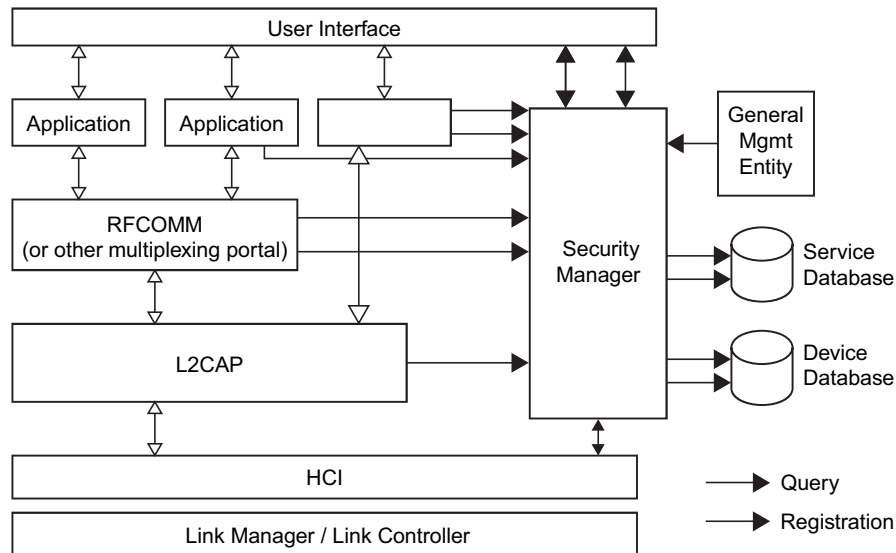 User Interface
Application
Application
General
Mgmt
Entity
RFCOMM
(or other multiplexing portal)
Security
Manager
Service
Database
L2CAP
Device
Database
HCI
Query
Link Manager / Link Controller
Registration